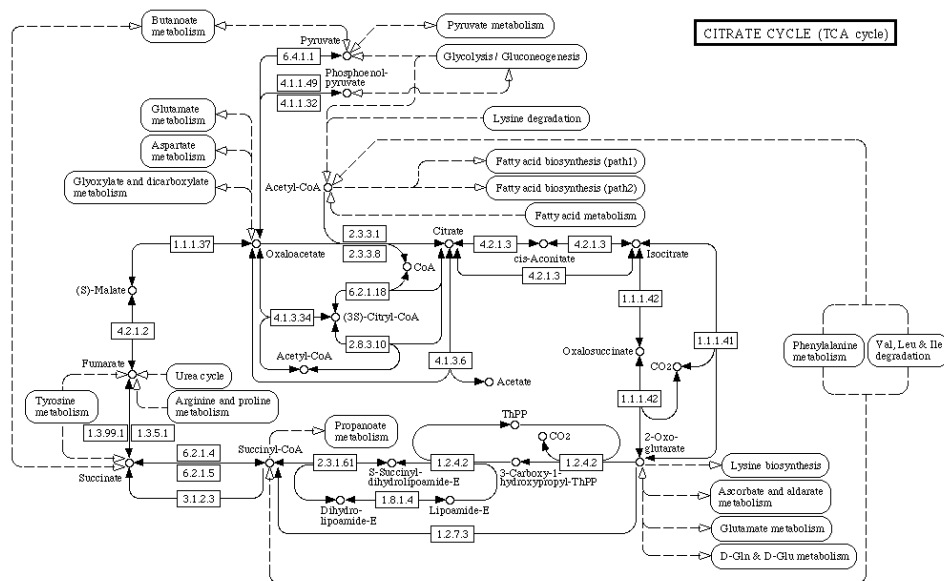 Butanoate
metabolism
Pyruvate
Pyruvate metabolism
CITRATE CYCLE (TCA cycle)
6.4.1.1
Glycolysis / Gluconeogenesis
Phosphoenol-
pyruvate
4.1.1.49
4.1.1.32
Glutamate
metabolism
Lysine degradation
Aspartate
metabolism
Fatty acid biosynthesis (path1)
Glyoxylate and dicarboxylate
metabolism
Acetyl-CoA
Fatty acid biosynthesis (path2)
Fatty acid metabolism
1.1.1.37
Oxaloacetate
2.3.3.1
2.3.3.8
Citrate
4.2.1.3
4.2.1.3
cis-Aconitate
4.2.1.3
Isocitrate
CoA
(S)-Malate
6.2.1.18
1.1.1.42
4.1.3.34
(3S)-Citryl-CoA
4.2.1.2
2.8.3.10
Oxalosuccinate
1.1.1.41
Phenylalanine
metabolism
Val, Leu & Ile
degradation
Acetyl-CoA
4.1.3.6
CO2
Fumarate
Urea cycle
Acetate
Tyrosine
metabolism
Arginine and proline
metabolism
1.1.1.42
ThPP
Propanoate
metabolism
1.3.99.1
1.3.5.1
CO2
2-Oxo-
glutarate
6.2.1.4
6.2.1.5
Succinyl-CoA
2.3.1.61
1.2.4.2
1.2.4.2
Succinate
S-Succinyl-
dihydrolipoamide-E
3-Carboxy-1-
hydroxypropyl-ThPP
Lysine biosynthesis
3.1.2.3
1.8.1.4
Dihydro-
lipoamide-E
Lipoamide-E
Ascorbate and aldarate
metabolism
1.2.7.3
Glutamate metabolism
D-Gln & D-Glu metabolism